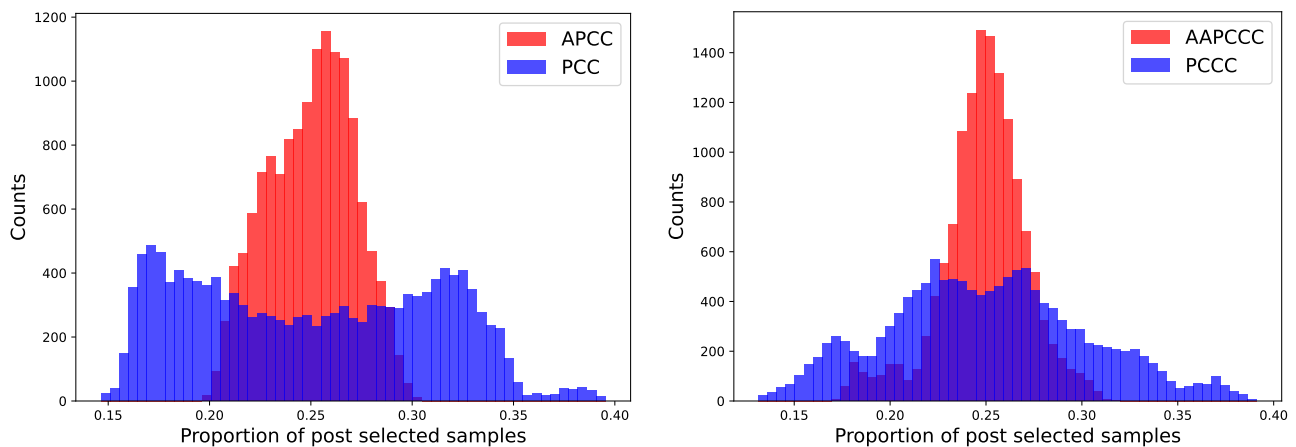 1200
1000
800
600
400
200
0
Counts
APCC
PCC
0.15 0.20 0.25 0.30 0.35 0.40
Proportion of post selected samples
1400
1200
1000
800
600
400
200
0
Counts
AAPCCC
PCCC
0.15 0.20 0.25 0.30 0.35 0.40
Proportion of post selected samples